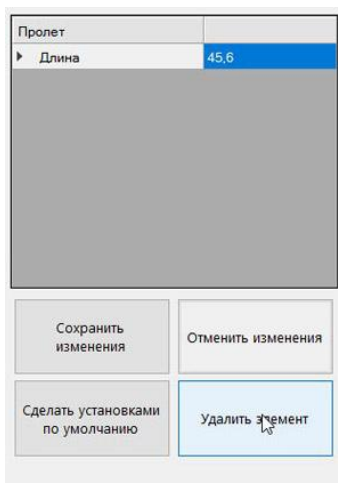 Пролет
Длина 45,6
Сохранить
изменения
Отменить изменения
Сделать установками
по умолчанию
Удалить элемент